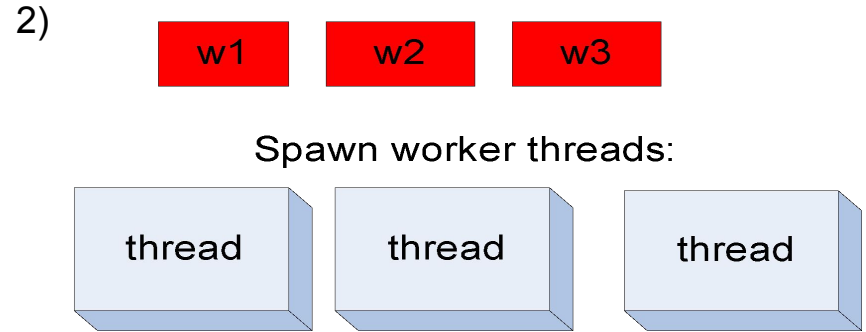 2)
w1 w2 w3
Spawn worker threads:
thread thread thread